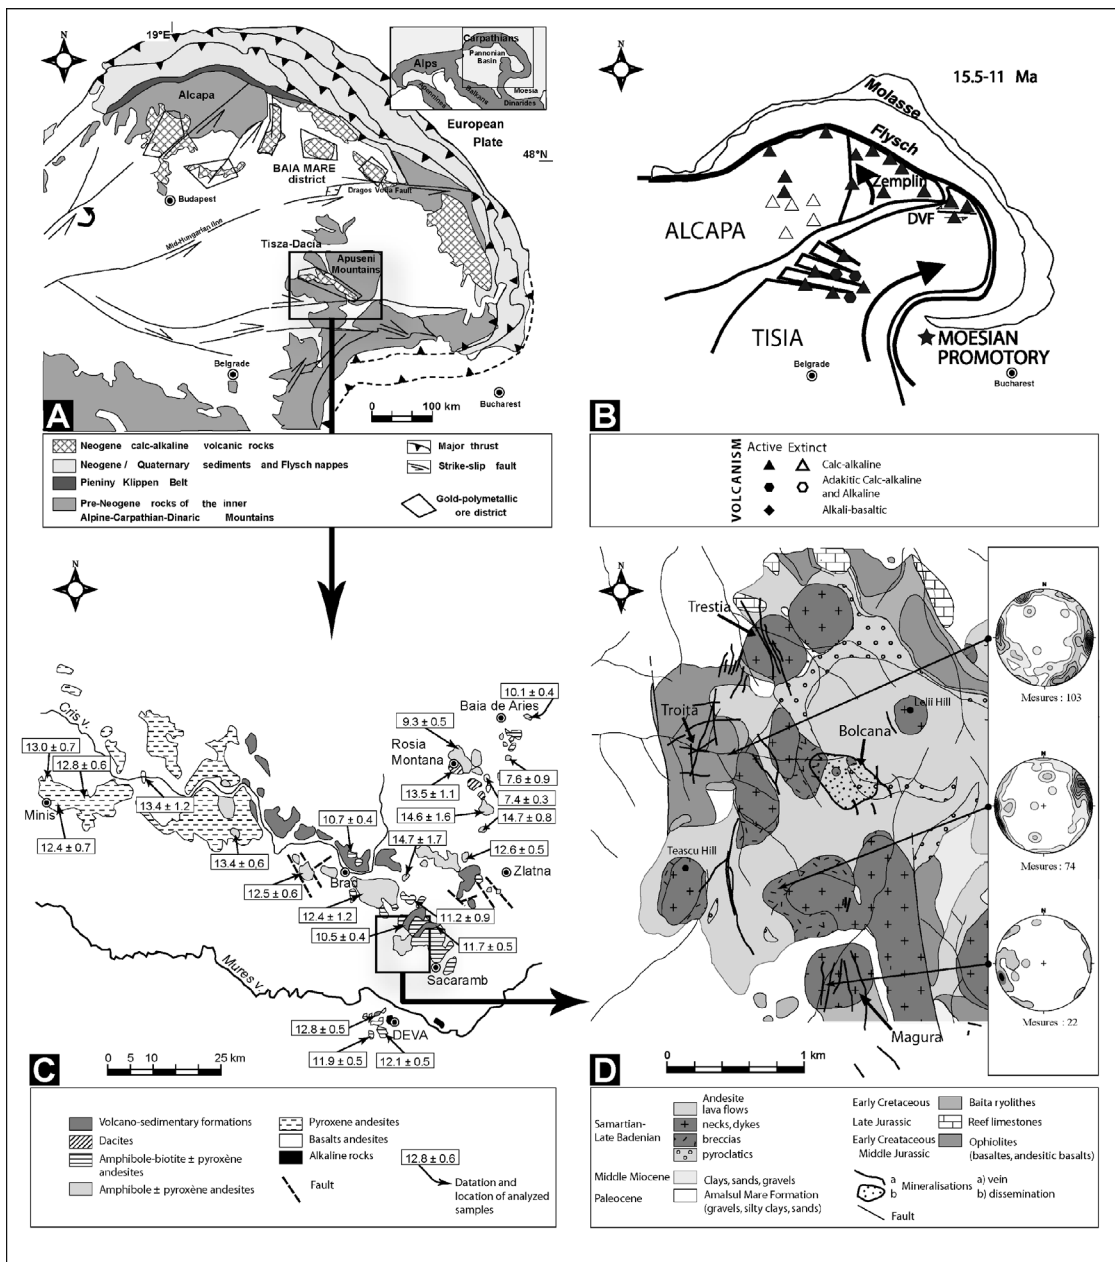 N
19°E
Alcapa
Carpathians
Pannonian
Basin
Alps
Moesia
Apennines
Balkans
Dinarides
European
Plate
48°N
BAIA MARE
district
Dragos Voda Fault
Budapest
Mid-Hungarian line
Tisza-Dacia
Apuseni
Mountains
Belgrade
Bucharest
0 100 km
A
Neogene calc-alkaline volcanic rocks
Neogene / Quaternary sediments and Flysch nappes
Pieniny Klippen Belt
Pre-Neogene rocks of the inner
Alpine-Carpathian-Dinaric Mountains
Major thrust
Strike-slip fault
Gold-polymetallic
ore district
N
15.5-11 Ma
Molasse
Flysch
Zemplin
DVF
ALCAPA
TISIA
MOESIAN
PROMOTORY
Belgrade
Bucharest
B
VOLCANISM
Active Extinct
Calc-alkaline
Adakitic Calc-alkaline
and Alkaline
Alkali-basaltic
N
Cris v.
13.0 ± 0.7
12.8 ± 0.6
Minis
12.4 ± 0.7
13.4 ± 1.2
13.4 ± 0.6
12.5 ± 0.6
10.7 ± 0.4
Brad
14.7 ± 1.7
12.4 ± 1.2
10.5 ± 0.4
10.1 ± 0.4
Baia de Aries
9.3 ± 0.5
Rosia
Montana
7.6 ± 0.9
13.5 ± 1.1
7.4 ± 0.3
14.6 ± 1.6
14.7 ± 0.8
12.6 ± 0.5
Zlatna
11.2 ± 0.9
11.7 ± 0.5
Sacaramb
Mures v.
12.8 ± 0.5
DEVA
11.9 ± 0.5
12.1 ± 0.5
0 5 10 25 km
C
Volcano-sedimentary formations
Dacites
Amphibole-biotite ± pyroxène
andesites
Amphibole ± pyroxène andesites
Pyroxene andesites
Basalts andesites
Alkaline rocks
Fault
12.8 ± 0.6
Datation and
location of analyzed
samples
N
Trestia
Troita
Lelii Hill
Bolcana
Teascu Hill
Magura
N
Mesures : 103
N
Mesures : 74
N
Mesures : 22
0 1 km
D
Samartian-
Late Badenian
Andesite
lava flows
necks, dykes
breccias
pyroclatics
Middle Miocene
Clays, sands, gravels
Paleocene
Amalsul Mare Formation
(gravels, silty clays, sands)
Early Cretaceous
Baita ryolithes
Late Jurassic
Reef limestones
Early Creataceous
Middle Jurassic
Ophiolites
(basaltes, andesitic basalts)
a
b
Mineralisations
a) vein
b) dissemination
Fault